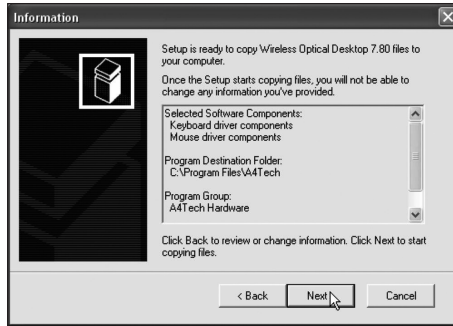 Information
Setup is ready to copy Wireless Optical Desktop 7.80 files to
your computer.
Once the Setup starts copying files, you will not be able to
change any information you've provided.
Selected Software Components:
Keyboard driver components
Mouse driver components
Program Destination Folder:
C:\Program Files\A4Tech
Program Group:
A4Tech Hardware
Click Back to review or change information. Click Next to start
copying files.
< Back Next Cancel